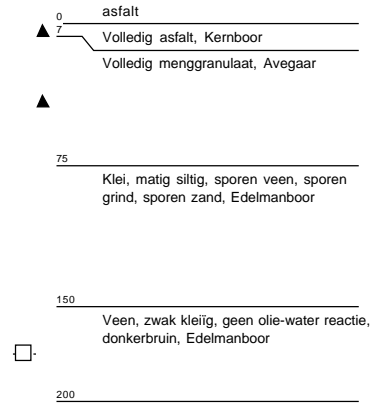 0
asfalt
7
Volledig asfalt, Kernboor
Volledig menggranulaat, Avegaar
75
Klei, matig siltig, sporen veen, sporen
grind, sporen zand, Edelmanboor
150
Veen, zwak kleiïg, geen olie-water reactie,
donkerbruin, Edelmanboor
200